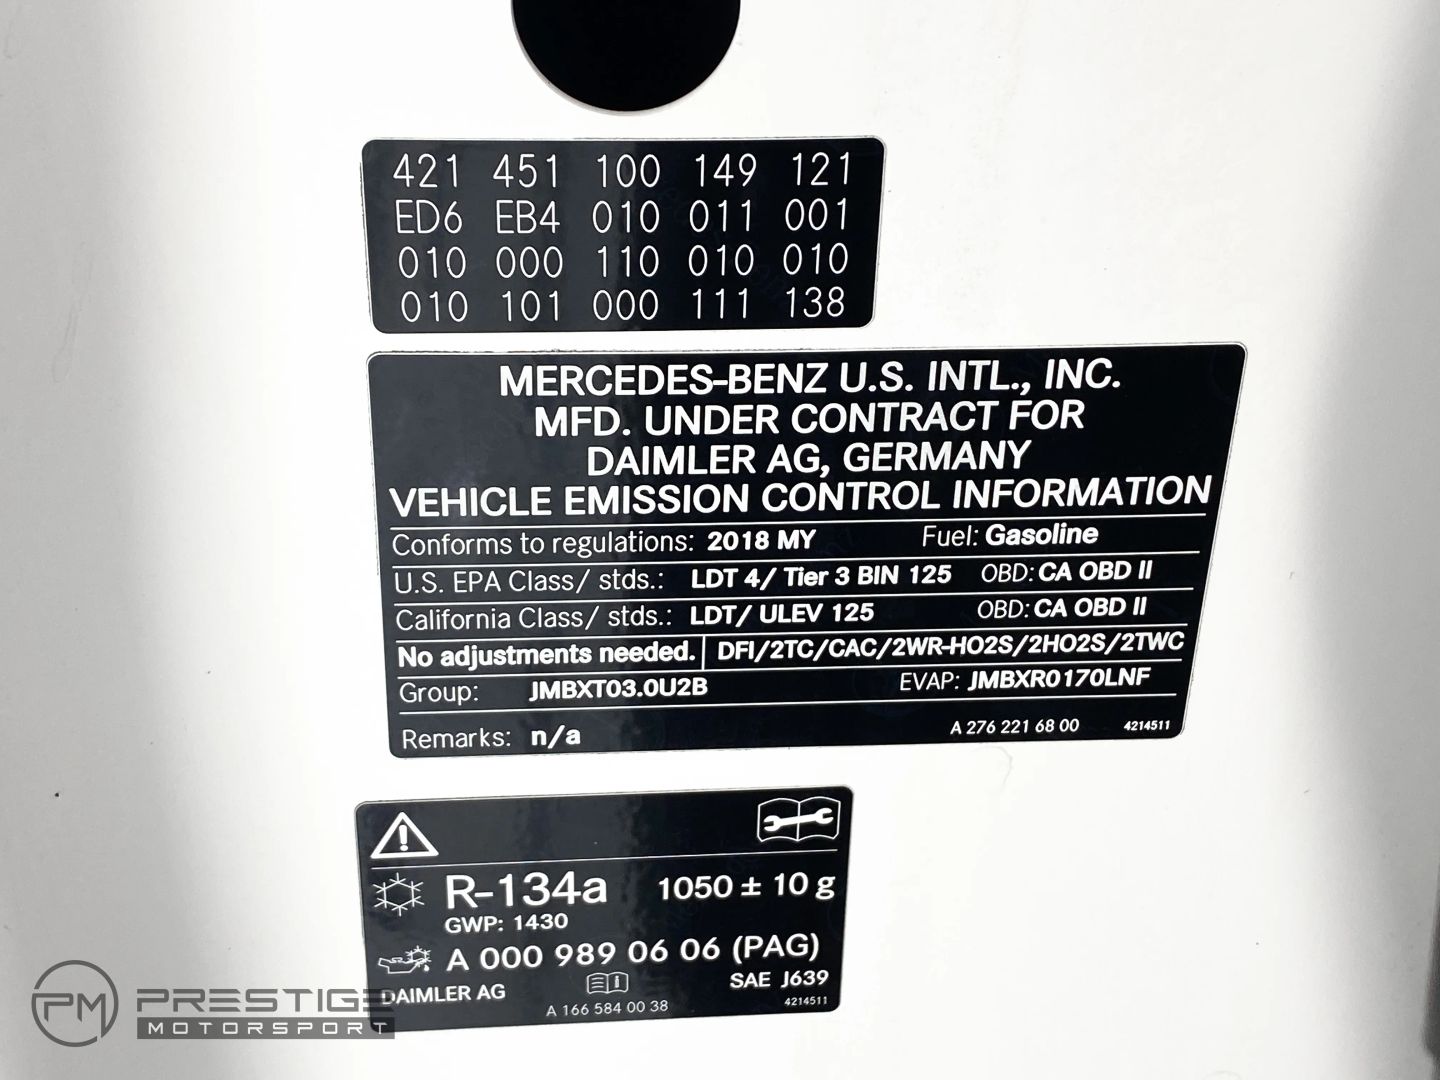 421 451 100 149 121
ED6 EB4 010 011 001
010 000 110 010 010
010 101 000 111 138
MERCEDES-BENZ U.S. INTL., INC.
MFD. UNDER CONTRACT FOR
DAIMLER AG, GERMANY
VEHICLE EMISSION CONTROL INFORMATION
Conforms to regulations: 2018 MY Fuel: Gasoline
U.S. EPA Class/ stds.: LDT 4/ Tier 3 BIN 125 OBD: CA OBD II
California Class/ stds.: LDT/ ULEV 125 OBD: CA OBD II
No adjustments needed. DFI/2TC/CAC/2WR-HO2S/2HO2S/2TWC
Group: JMBXT03.0U2B EVAP: JMBXR0170LNF
Remarks: n/a A 276 221 68 00 4214511
R-134a 1050 ± 10 g
GWP: 1430
A 000 989 06 06 (PAG)
DAIMLER AG SAE J639
A 166 584 00 38 4214511
PM PRESTIGE
MOTORSPORT